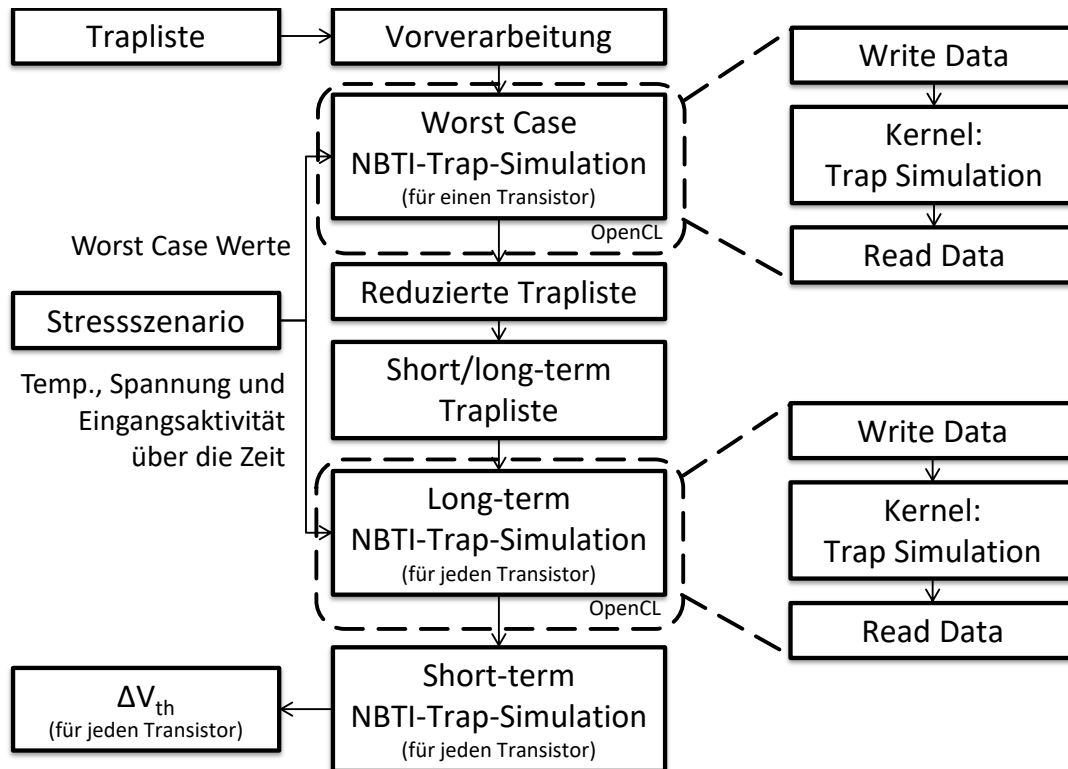 Trapliste
Vorverarbeitung
Worst Case
NBTI-Trap-Simulation
(für einen Transistor)
OpenCL
Write Data
Kernel:
Trap Simulation
Read Data
Worst Case Werte
Stressszenario
Temp., Spannung und
Eingangsaktivität
über die Zeit
Reduzierte Trapliste
Short/long-term
Trapliste
Long-term
NBTI-Trap-Simulation
(für jeden Transistor)
OpenCL
Write Data
Kernel:
Trap Simulation
Read Data
Short-term
NBTI-Trap-Simulation
(für jeden Transistor)
ΔVth
(für jeden Transistor)